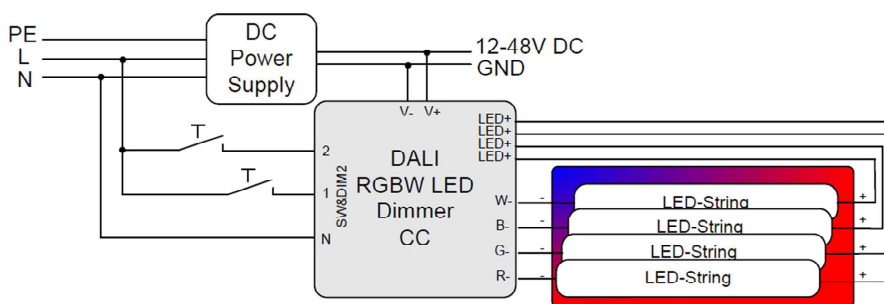 PE
L
N
DC
Power
Supply
12-48V DC
GND
V- V+
LED+
LED+
LED+
LED+
2
1
N
SW&DIM2
DALI
RGBW LED
Dimmer
CC
W-
B-
G-
R-
- LED-String +
- LED-String +
- LED-String +
- LED-String +